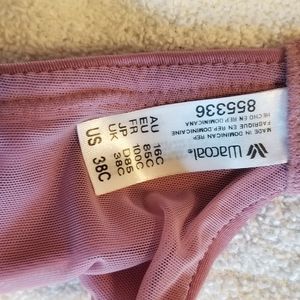 Wacoal®
MADE IN DOMINICAN REP
FABRIQUE EN REP DOMINICAINE
HECHO EN REP DOMINICANA
855336
AU 16C
EU 85C
FR 100C
JP D85
UK 38C
US 38C